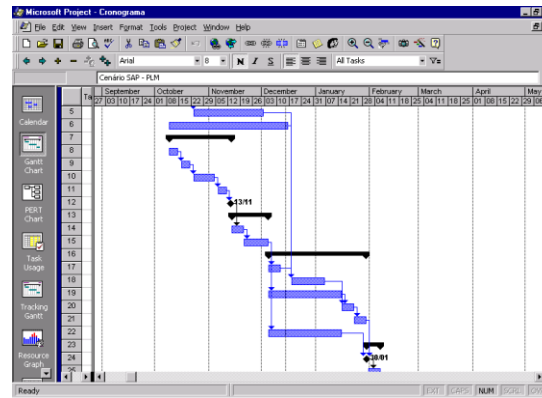 Microsoft Project - Cronograma
File Edit View Insert Format Tools Project Window Help
Arial 8 N I S All Tasks
Cenário SAP - PLM
September October November December January February March April May
27 03 10 17 24 01 08 15 22 29 05 12 19 26 03 10 17 24 31 07 14 21 28 04 11 18 25 04 11 18 25 01 08 15 22 29 06
Calendar
Gantt
Chart
PERT
Chart
Task
Usage
Tracking
Gantt
Resource
Graph
5
6
7
8
9
10
11
12 13/11
13
14
15
16
17
18
19
20
21
22
23
24 30/01
25
Ready EXT CAPS NUM SCRL